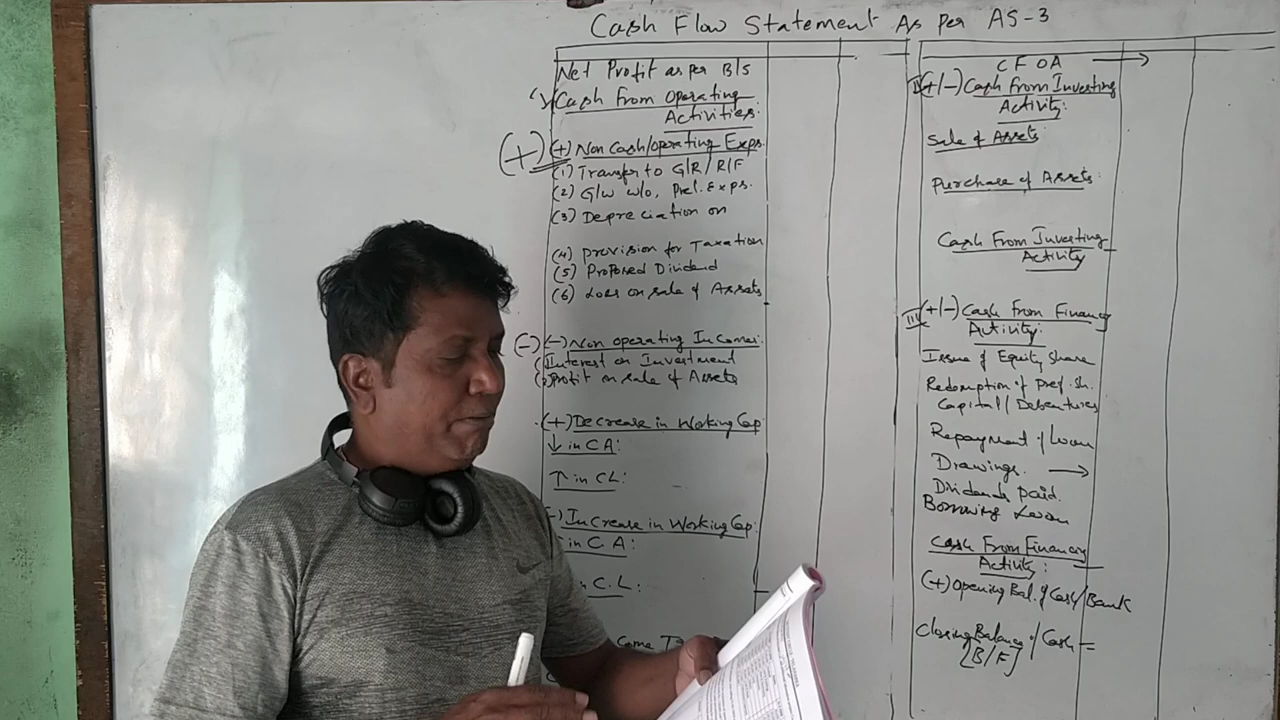 Cash Flow Statement As Per AS-3
Net Profit as per B/S
(1) Cash From Operating
Activities:
(+) (+) Non Cash/operating Exps.
(1) Transfer to G/R / R/F
(2) G/w w/o, Prel. Exps.
(3) Depreciation on
(4) Provision for Taxation
(5) Proposed Dividend
(6) Loss on sale of Assets
(-) (-) Non operating Incomes:
Interest on Investment
Profit on sale of Assets
(+) Decrease in Working Cap
↓ in CA:
↑ in CL:
(-) Increase in Working Cap:
in CA:
in C.L:
come T
CFOA →
II (+/-) Cash From Investing
Activity:
Sale of Assets:
Purchase of Assets:
Cash From Investing
Activity
III (+/-) Cash From Financing
Activity:
Issue of Equity Share
Redemption of Pref. Sh.
Capital / Debentures
Repayment of Loan
Drawings. →
Dividends paid.
Borrowing Loan
Cash From Financing
Activity:
(+) Opening Bal. of Cash/Bank
Closing Balance of Cash =
[B/F]